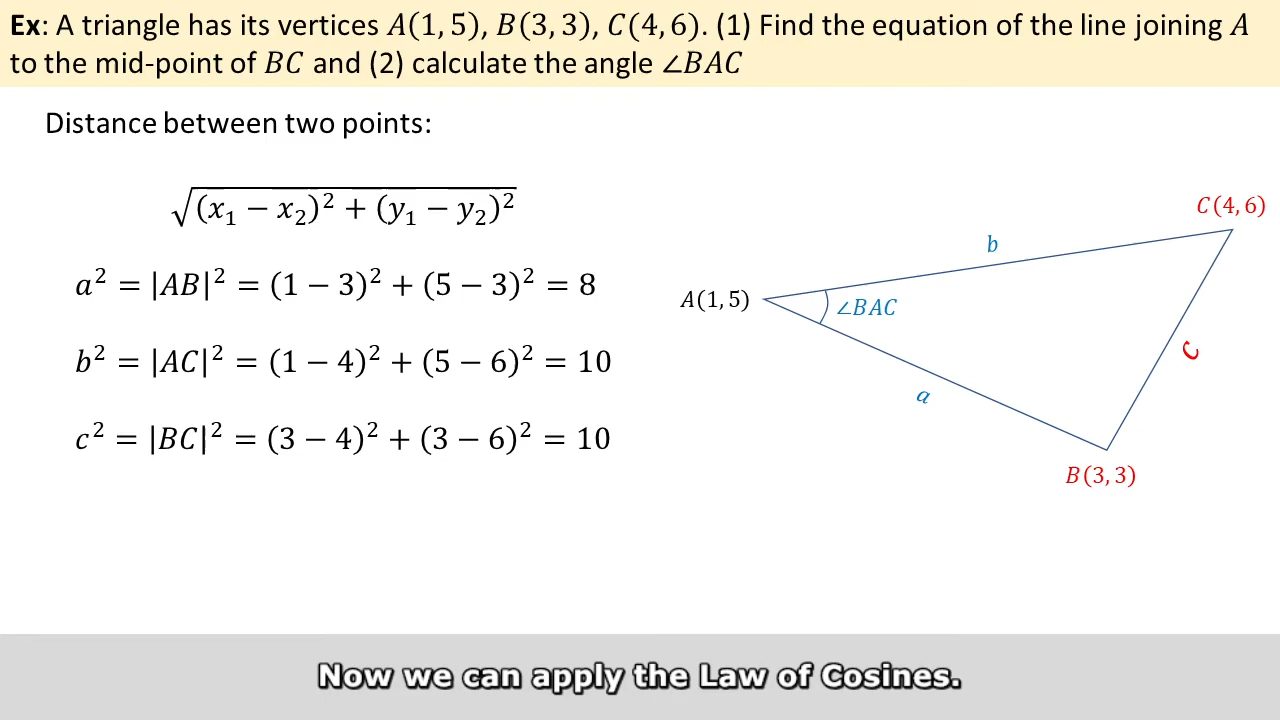 Ex: A triangle has its vertices A(1, 5), B(3, 3), C(4, 6). (1) Find the equation of the line joining A
to the mid-point of BC and (2) calculate the angle ∠BAC
Distance between two points:
√((x₁ − x₂)² + (y₁ − y₂)²)
a² = |AB|² = (1 − 3)² + (5 − 3)² = 8
b² = |AC|² = (1 − 4)² + (5 − 6)² = 10
c² = |BC|² = (3 − 4)² + (3 − 6)² = 10
C(4, 6)
b
A(1, 5)
∠BAC
c
a
B(3, 3)
Now we can apply the Law of Cosines.